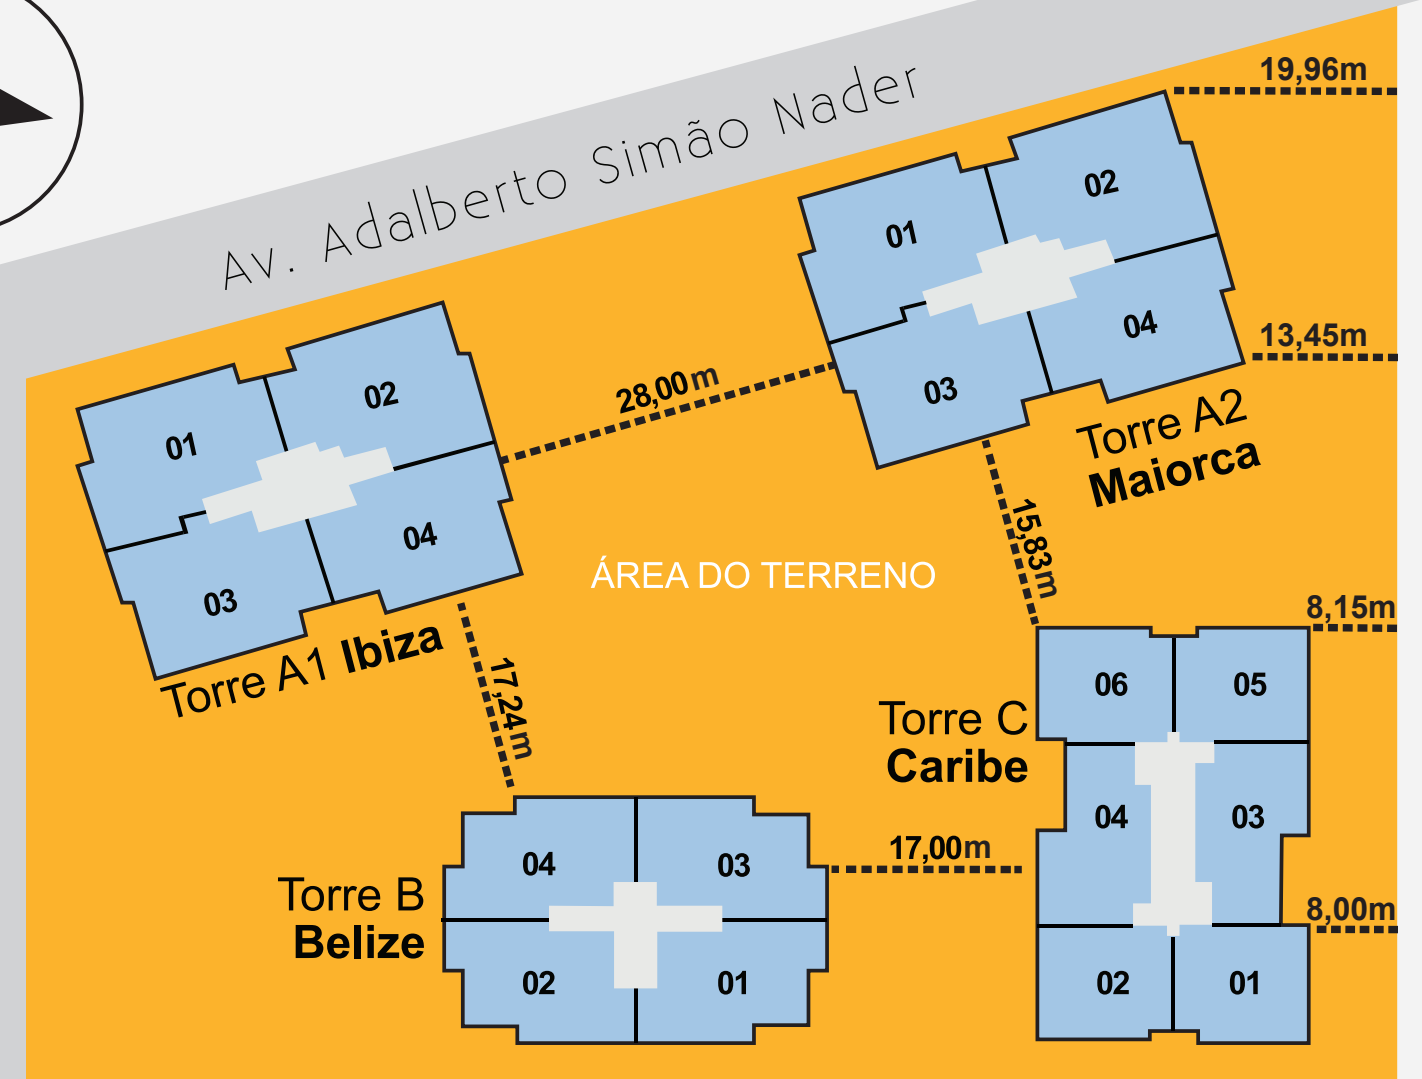 19,96m
Av. Adalberto Simão Nader
02
01
04
13,45m
03
28,00m
Torre A2
Maiorca
02
01
04
03
Torre A1 Ibiza
15,83m
ÁREA DO TERRENO
8,15m
17,24m
06
05
Torre C
Caribe
04
03
17,00m
04
03
Torre B
Belize
8,00m
02
01
02
01